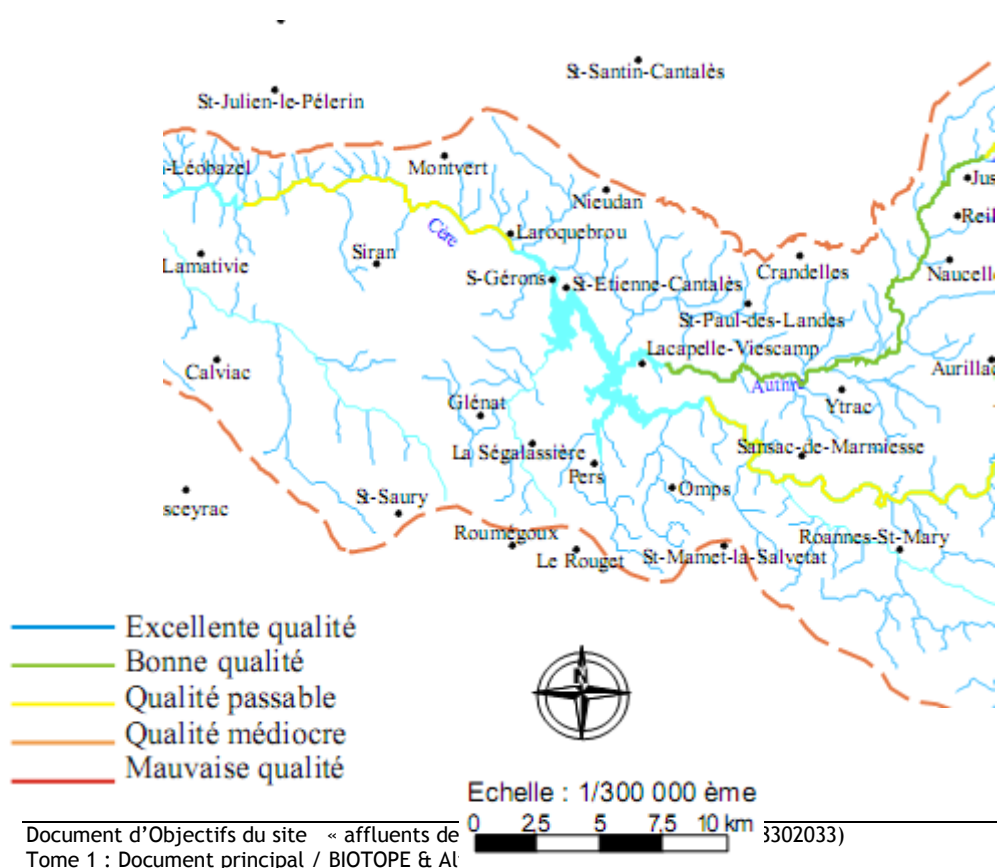 St-Santin-Cantalès
St-Julien-le-Pélerin
-Léobazel
Montvert
Jus
Nieudan
Reil
Cère
Laroquebrou
Siran
Lamativie
Crandelles
Naucell
S-Gérons
St-Etienne-Cantalès
St-Paul-des-Landes
Lacapelle-Viescamp
Calviac
Aurillac
Ytrac
Glénat
Sansac-de-Marmiesse
La Ségalassière
Pers
Omps
sceyrac
St-Saury
Roumégoux
Roannes-St-Mary
Le Rouget
St-Mamet-la-Salvetat
Excellente qualité
Bonne qualité
Qualité passable
Qualité médiocre
Mauvaise qualité
N
Echelle : 1/300 000 ème
0 2.5 5 7.5 10 km
Document d'Objectifs du site « affluents de 3302033)
Tome 1 : Document principal / BIOTOPE & Al